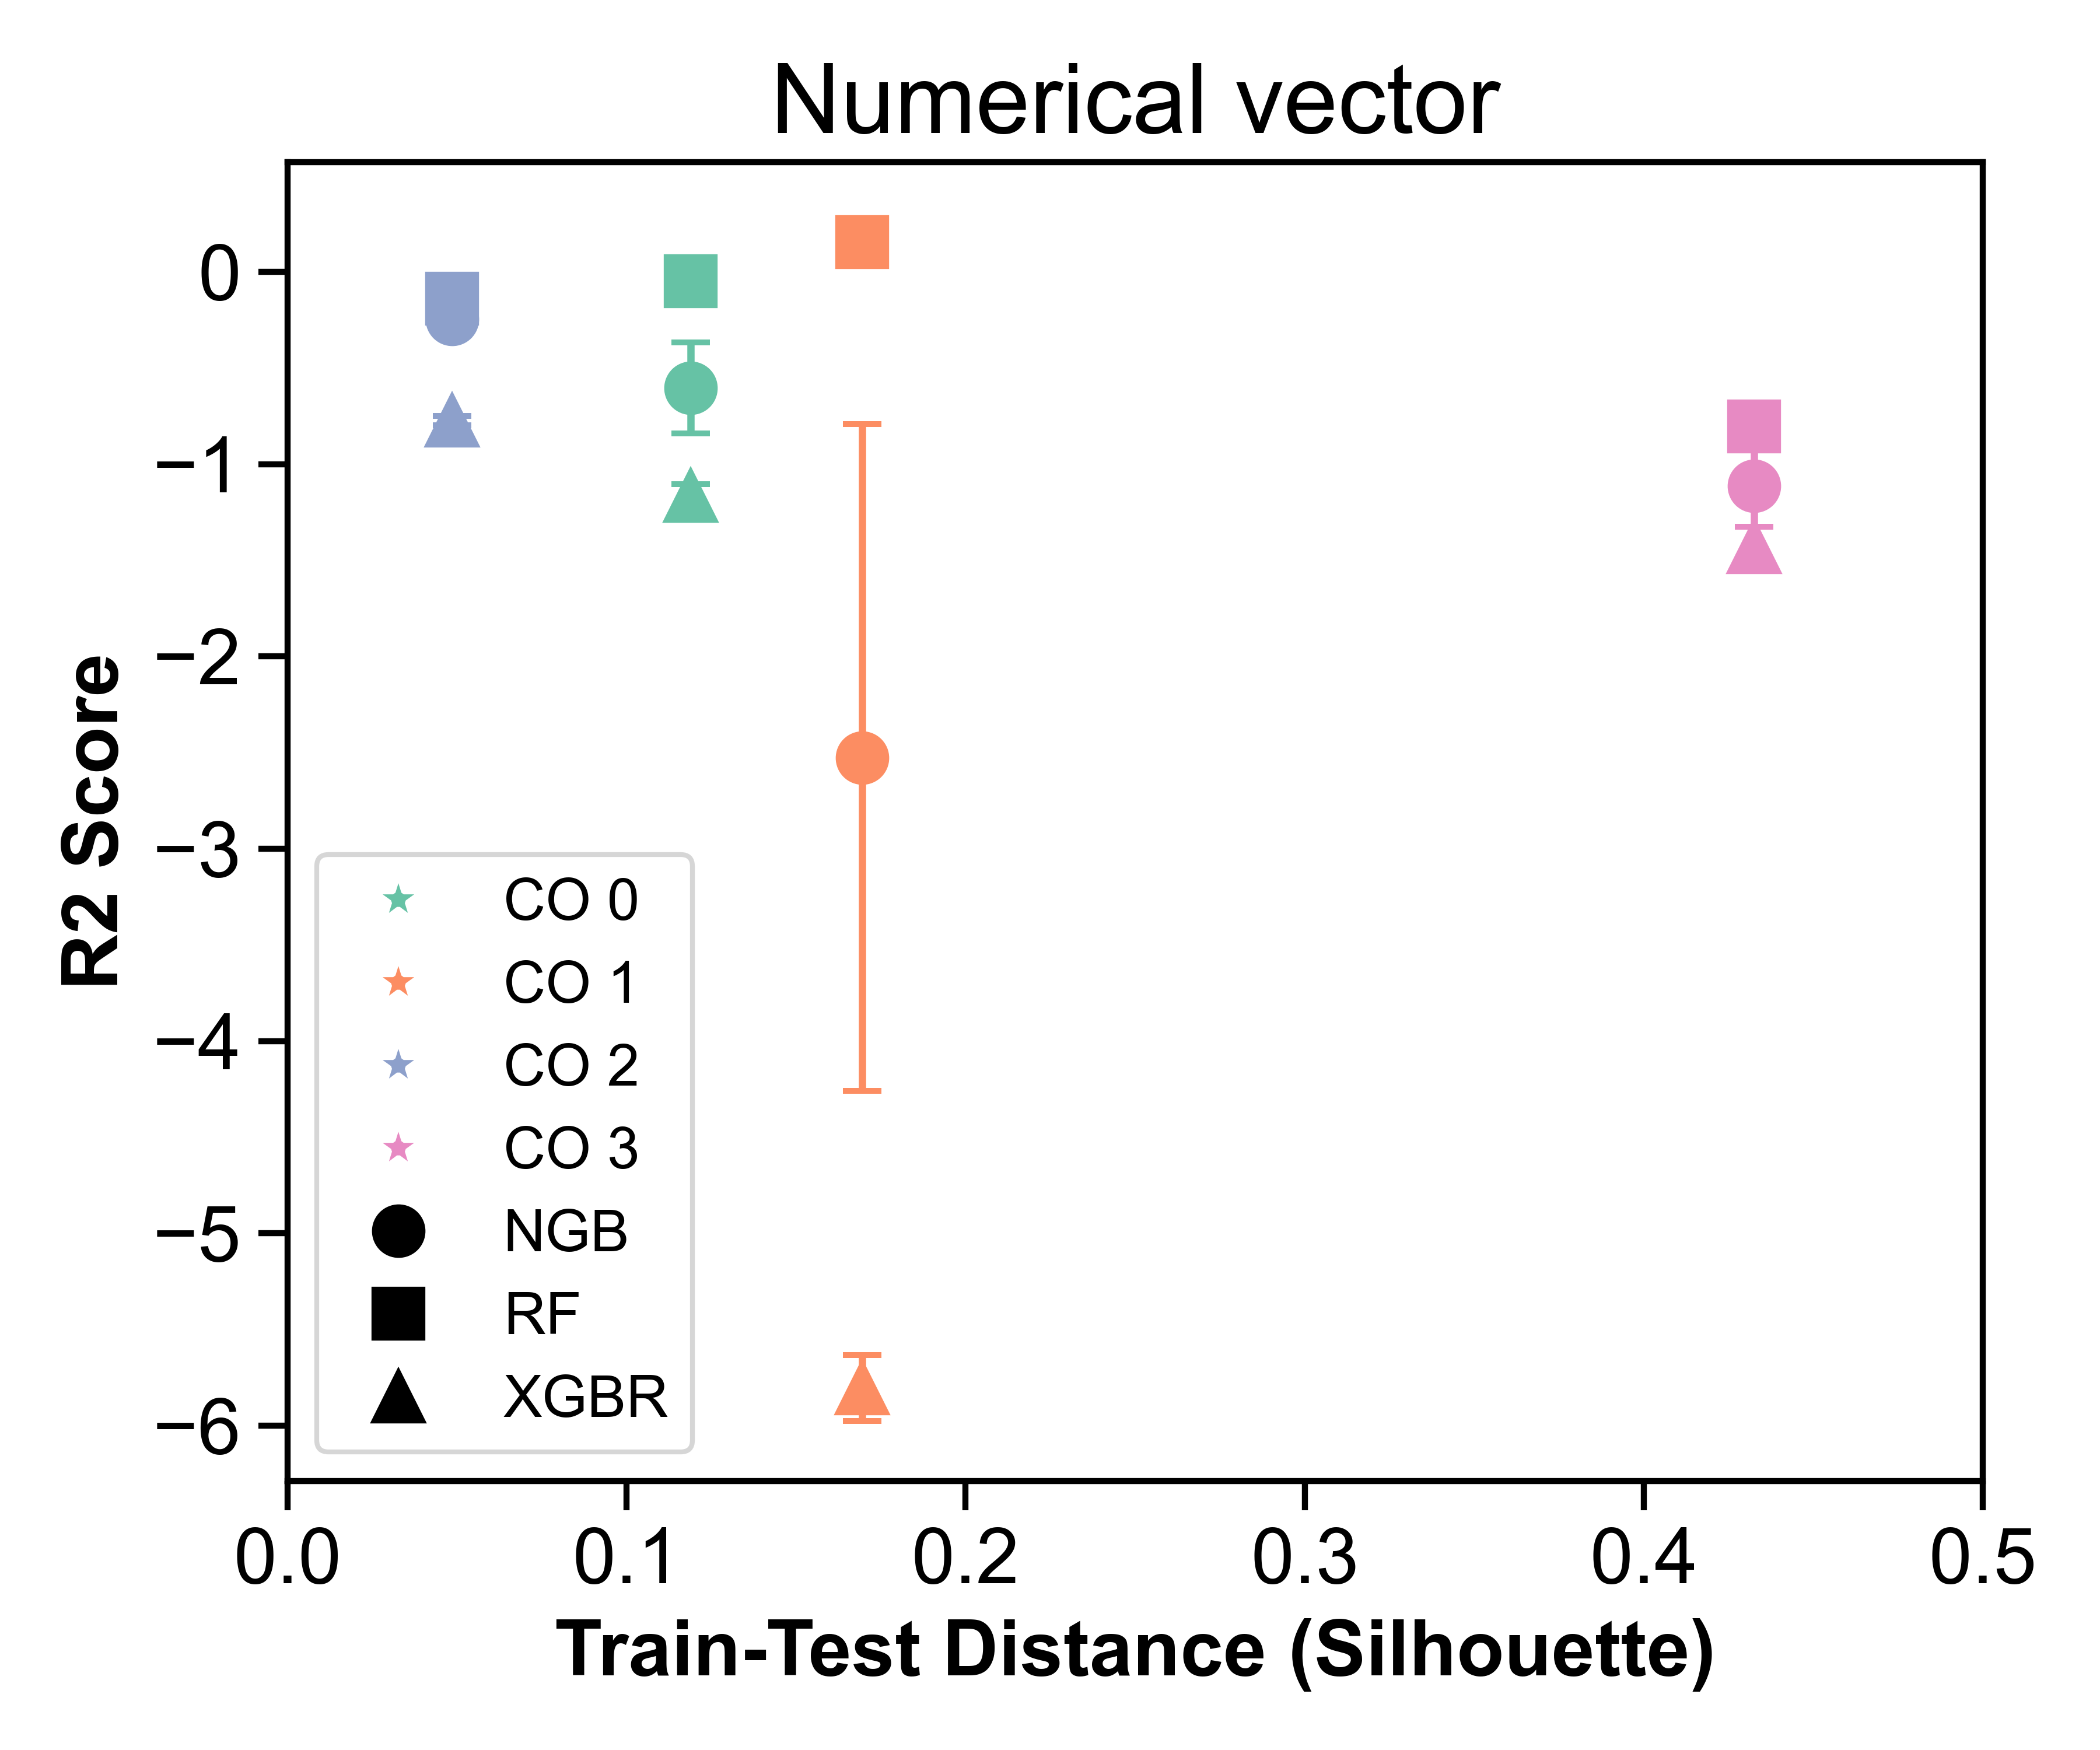 Numerical vector
R2 Score
0
−1
−2
−3
−4
−5
−6
CO 0
CO 1
CO 2
CO 3
NGB
RF
XGBR
0.0 0.1 0.2 0.3 0.4 0.5
Train-Test Distance (Silhouette)